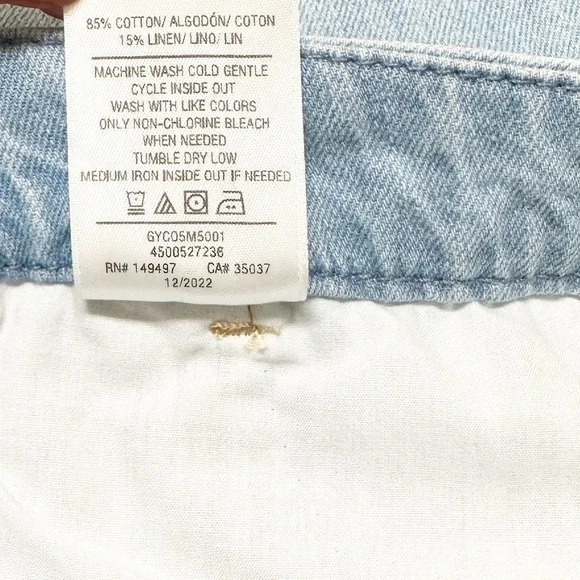 85% COTTON/ ALGODÓN/ COTON
15% LINEN/ LINO/ LIN
MACHINE WASH COLD GENTLE
CYCLE INSIDE OUT
WASH WITH LIKE COLORS
ONLY NON-CHLORINE BLEACH
WHEN NEEDED
TUMBLE DRY LOW
MEDIUM IRON INSIDE OUT IF NEEDED
GYC05M5001
4500527236
RN# 149497 CA# 35037
12/2022